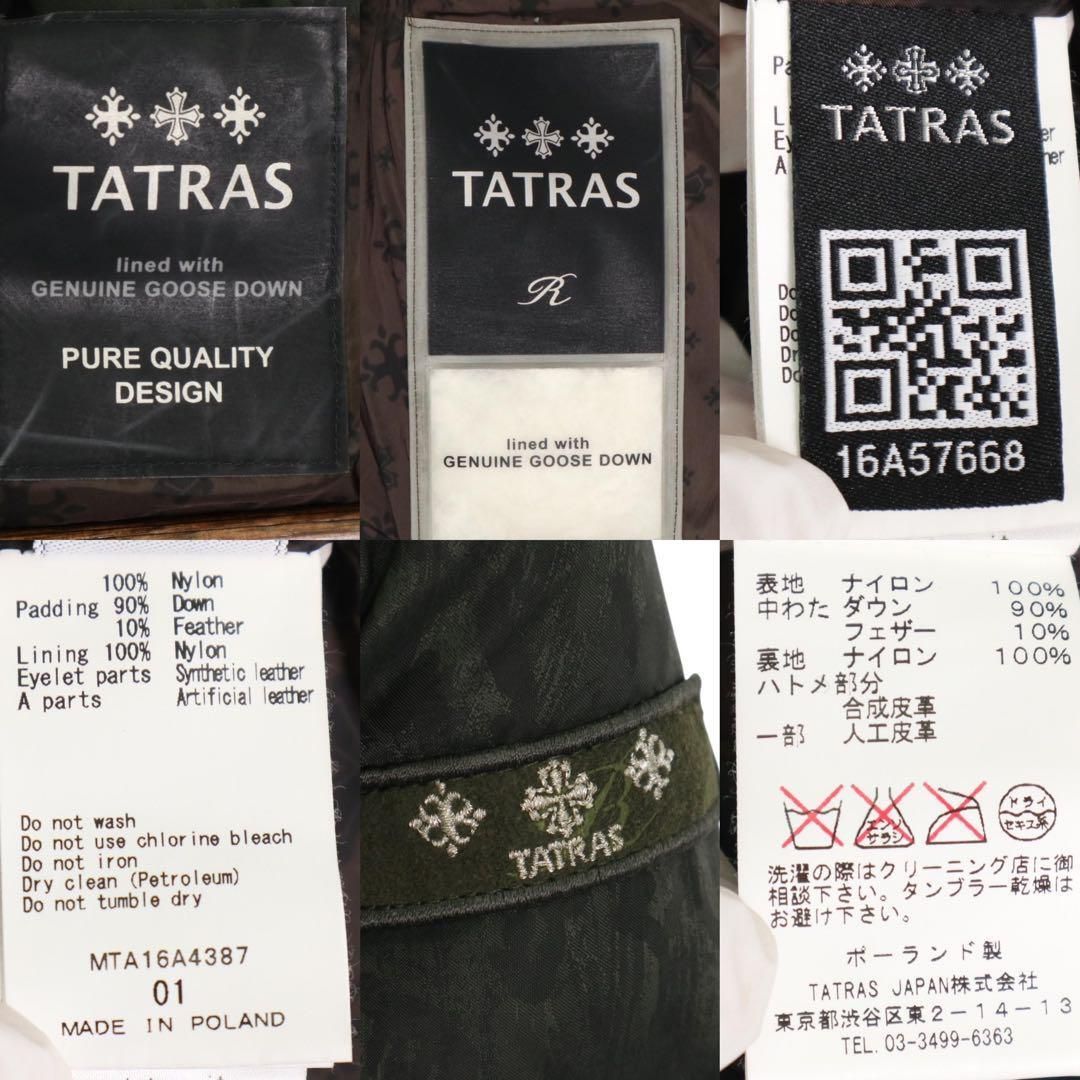 TATRAS
lined with
GENUINE GOOSE DOWN
PURE QUALITY
DESIGN
TATRAS
R
lined with
GENUINE GOOSE DOWN
TATRAS
16A57668
100% Nylon
Padding 90% Down
10% Feather
Lining 100% Nylon
Eyelet parts Synthetic leather
A parts Artificial leather
Do not wash
Do not use chlorine bleach
Do not iron
Dry clean (Petroleum)
Do not tumble dry
MTA16A4387
01
MADE IN POLAND
TATRAS
表地 ナイロン 100%
中わた ダウン 90%
フェザー 10%
裏地 ナイロン 100%
ハトメ部分
合成皮革
一部 人工皮革
エンソ
サラシ
ドライ
セキユ系
洗濯の際はクリーニング店に御
相談下さい。タンブラー乾燥は
お避け下さい。
ポーランド製
TATRAS JAPAN株式会社
東京都渋谷区東2-14-13
TEL. 03-3499-6363